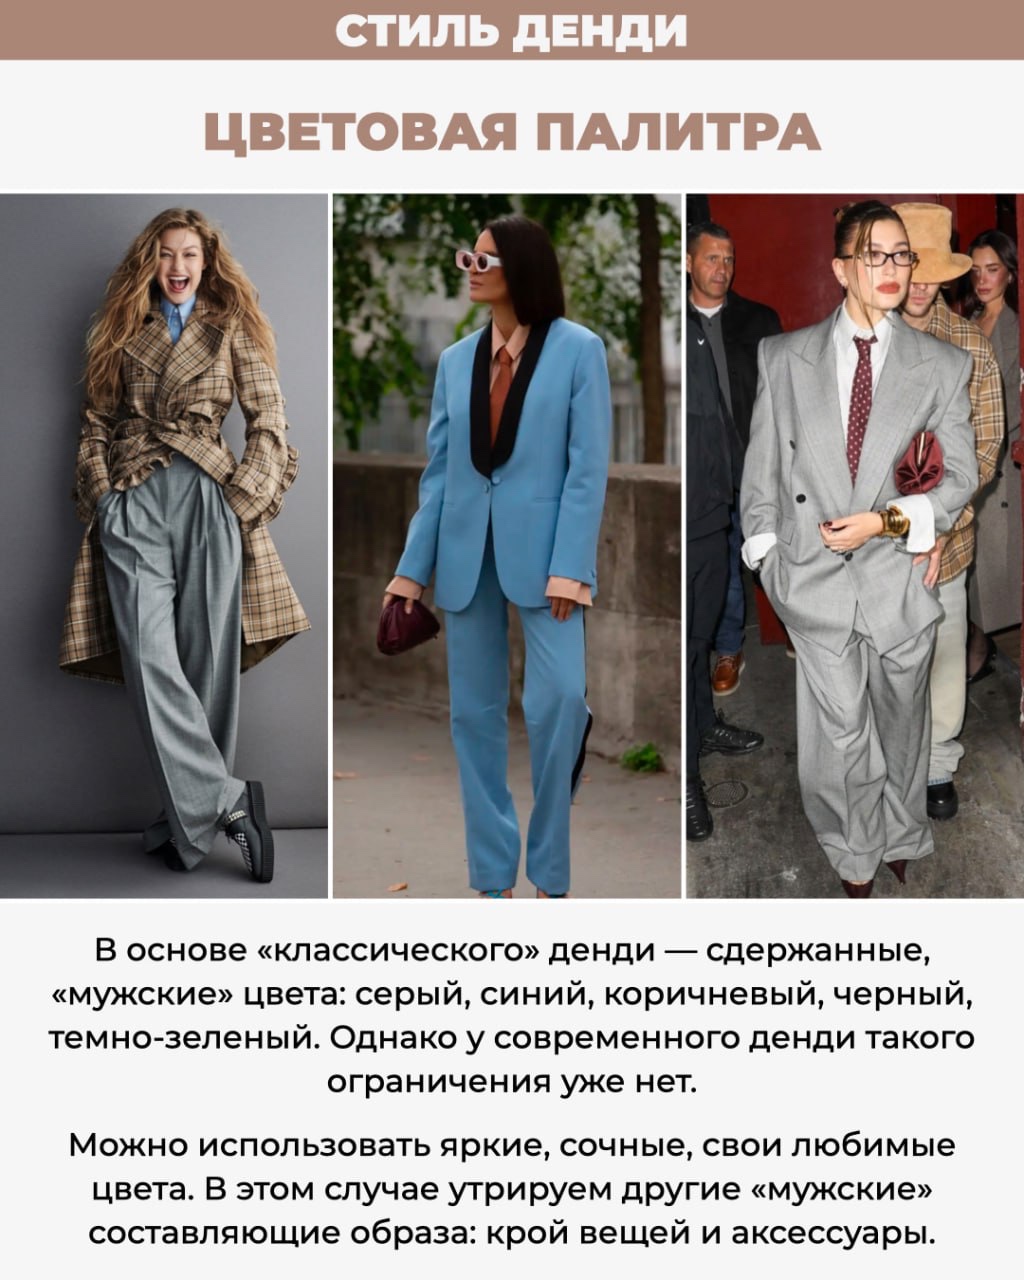 СТИЛЬ ДЕНДИ
ЦВЕТОВАЯ ПАЛИТРА
В основе «классического» денди — сдержанные,
«мужские» цвета: серый, синий, коричневый, черный,
темно-зеленый. Однако у современного денди такого
ограничения уже нет.
Можно использовать яркие, сочные, свои любимые
цвета. В этом случае утрируем другие «мужские»
составляющие образа: крой вещей и аксессуары.